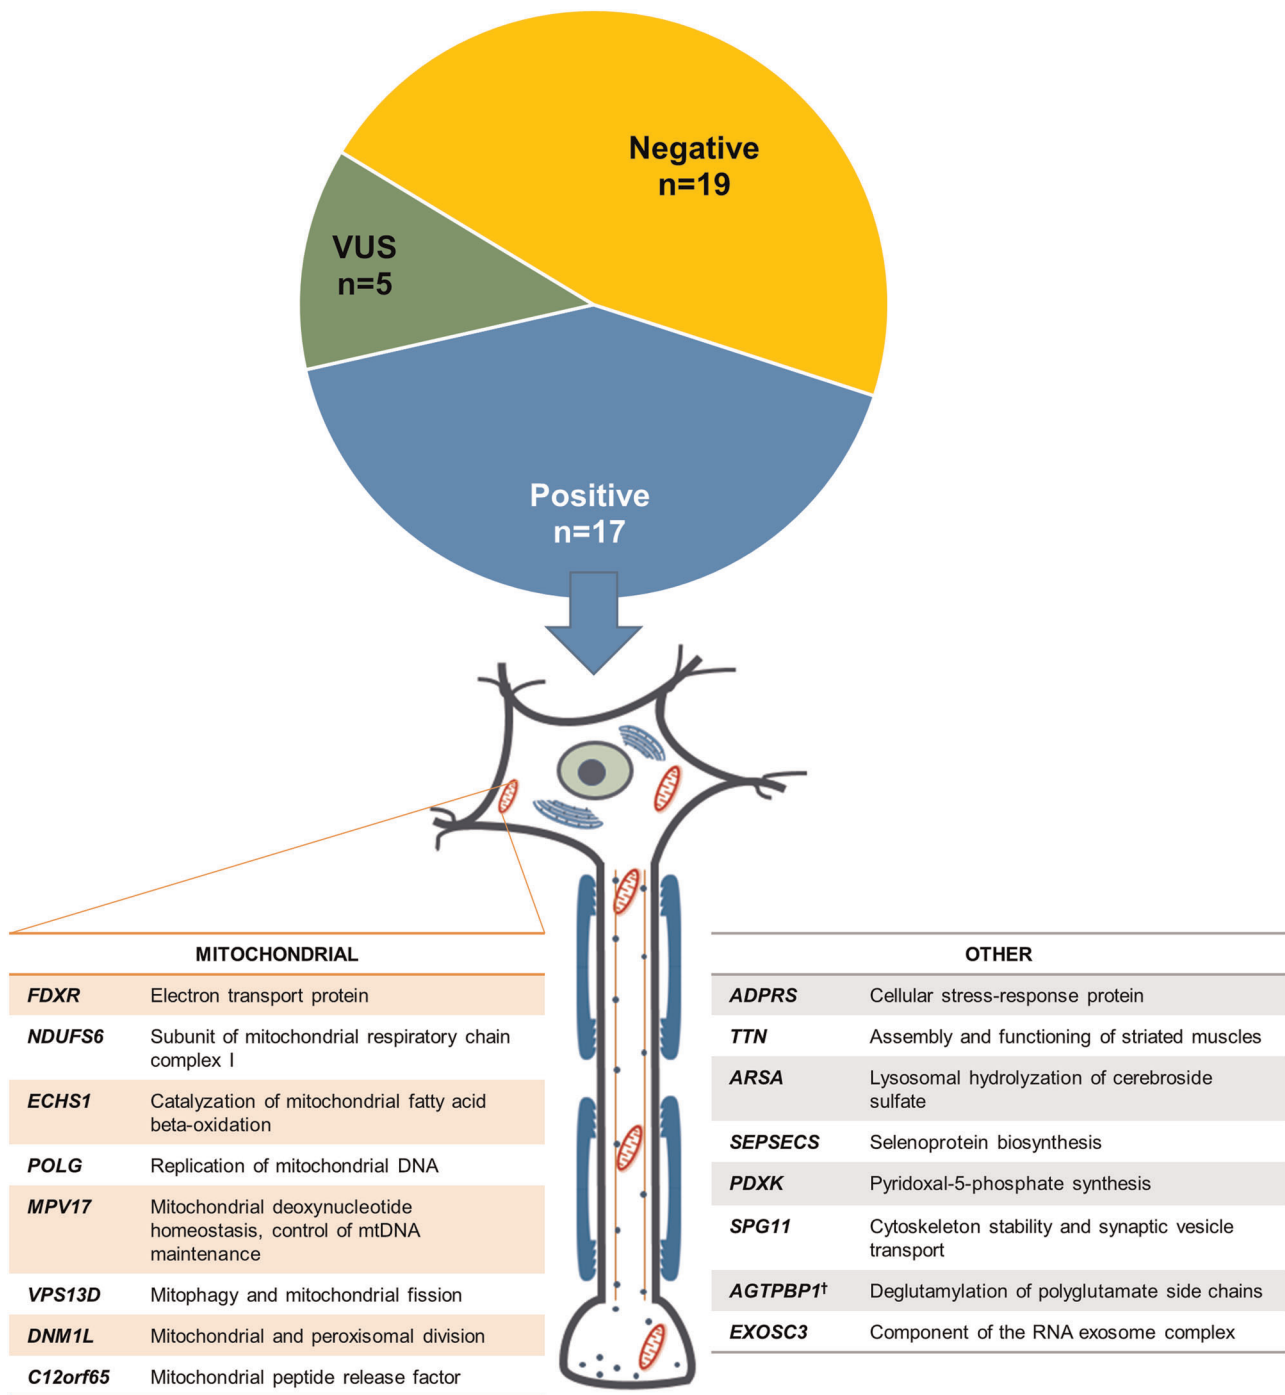 Negative
n=19
VUS
n=5
Positive
n=17
MITOCHONDRIAL
FDXR Electron transport protein
NDUFS6 Subunit of mitochondrial respiratory chain
complex I
ECHS1 Catalyzation of mitochondrial fatty acid
beta-oxidation
POLG Replication of mitochondrial DNA
MPV17 Mitochondrial deoxynucleotide
homeostasis, control of mtDNA
maintenance
VPS13D Mitophagy and mitochondrial fission
DNM1L Mitochondrial and peroxisomal division
C12orf65 Mitochondrial peptide release factor
OTHER
ADPRS Cellular stress-response protein
TTN Assembly and functioning of striated muscles
ARSA Lysosomal hydrolyzation of cerebroside
sulfate
SEPSECS Selenoprotein biosynthesis
PDXK Pyridoxal-5-phosphate synthesis
SPG11 Cytoskeleton stability and synaptic vesicle
transport
AGTPBP1† Deglutamylation of polyglutamate side chains
EXOSC3 Component of the RNA exosome complex